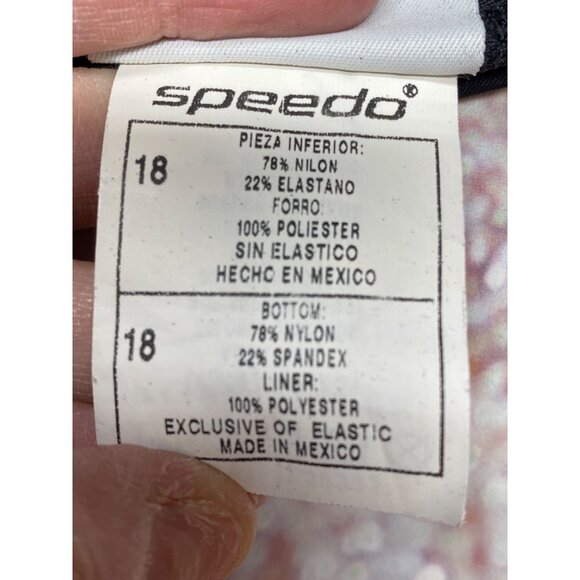 speedo®
18
PIEZA INFERIOR:
78% NILON
22% ELASTANO
FORRO:
100% POLIESTER
SIN ELASTICO
HECHO EN MEXICO
18
BOTTOM:
78% NYLON
22% SPANDEX
LINER:
100% POLYESTER
EXCLUSIVE OF ELASTIC
MADE IN MEXICO